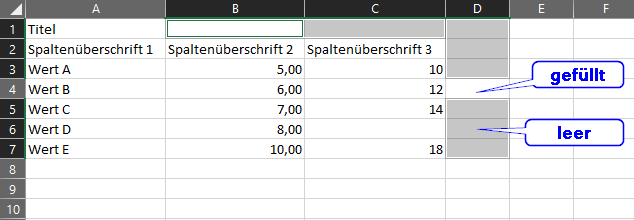 A B C D E F
1 Titel
2 Spaltenüberschrift 1 Spaltenüberschrift 2 Spaltenüberschrift 3
3 Wert A 5,00 10
4 Wert B 6,00 12
gefüllt
5 Wert C 7,00 14
6 Wert D 8,00
leer
7 Wert E 10,00 18
8
9
10